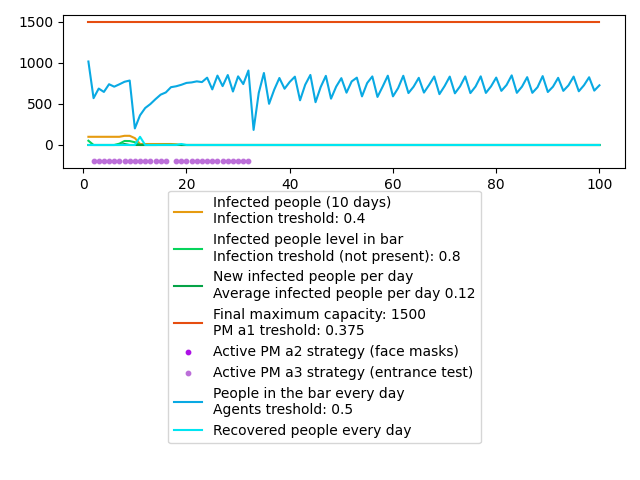 1500
1000
500
0
0 20 40 60 80 100
Infected people (10 days)
Infection treshold: 0.4
Infected people level in bar
Infection treshold (not present): 0.8
New infected people per day
Average infected people per day 0.12
Final maximum capacity: 1500
PM a1 treshold: 0.375
Active PM a2 strategy (face masks)
Active PM a3 strategy (entrance test)
People in the bar every day
Agents treshold: 0.5
Recovered people every day